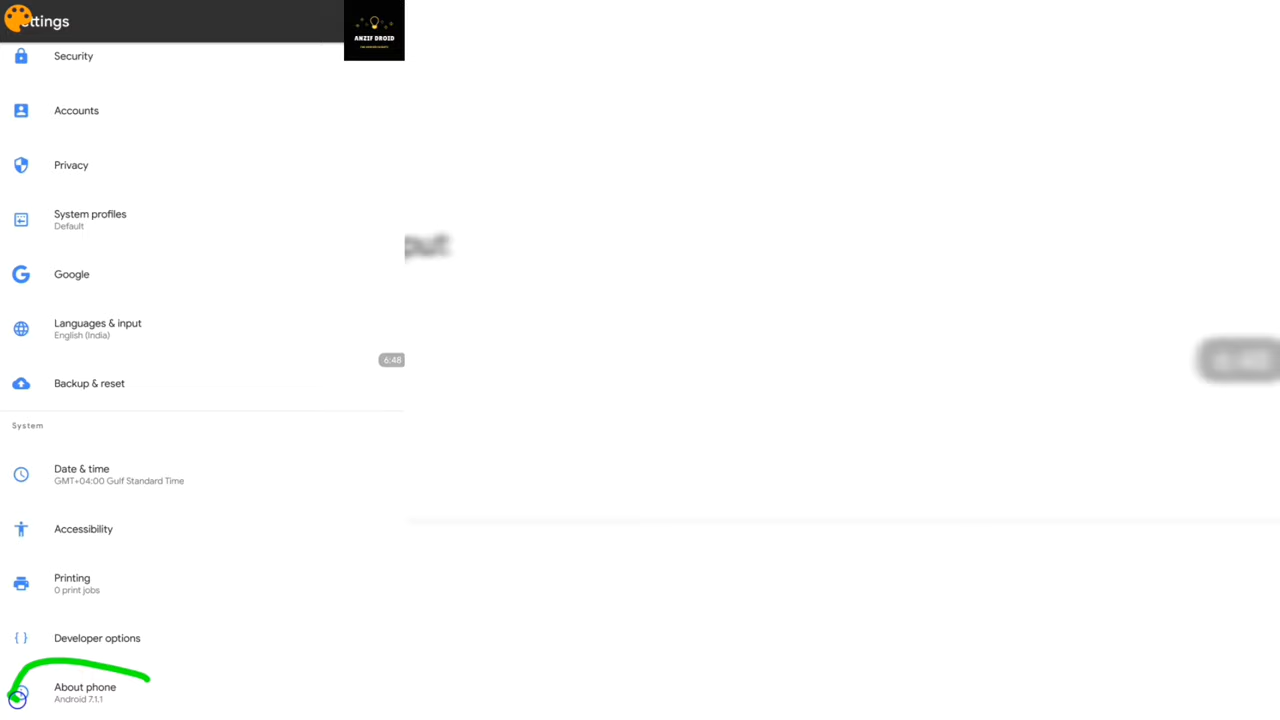 ettings
ANZIF DROID
Security
Accounts
Privacy
System profiles
Default
Google
Languages & input
English (India)
6:48
Backup & reset
System
Date & time
GMT+04:00 Gulf Standard Time
Accessibility
Printing
0 print jobs
Developer options
About phone
Android 7.1.1